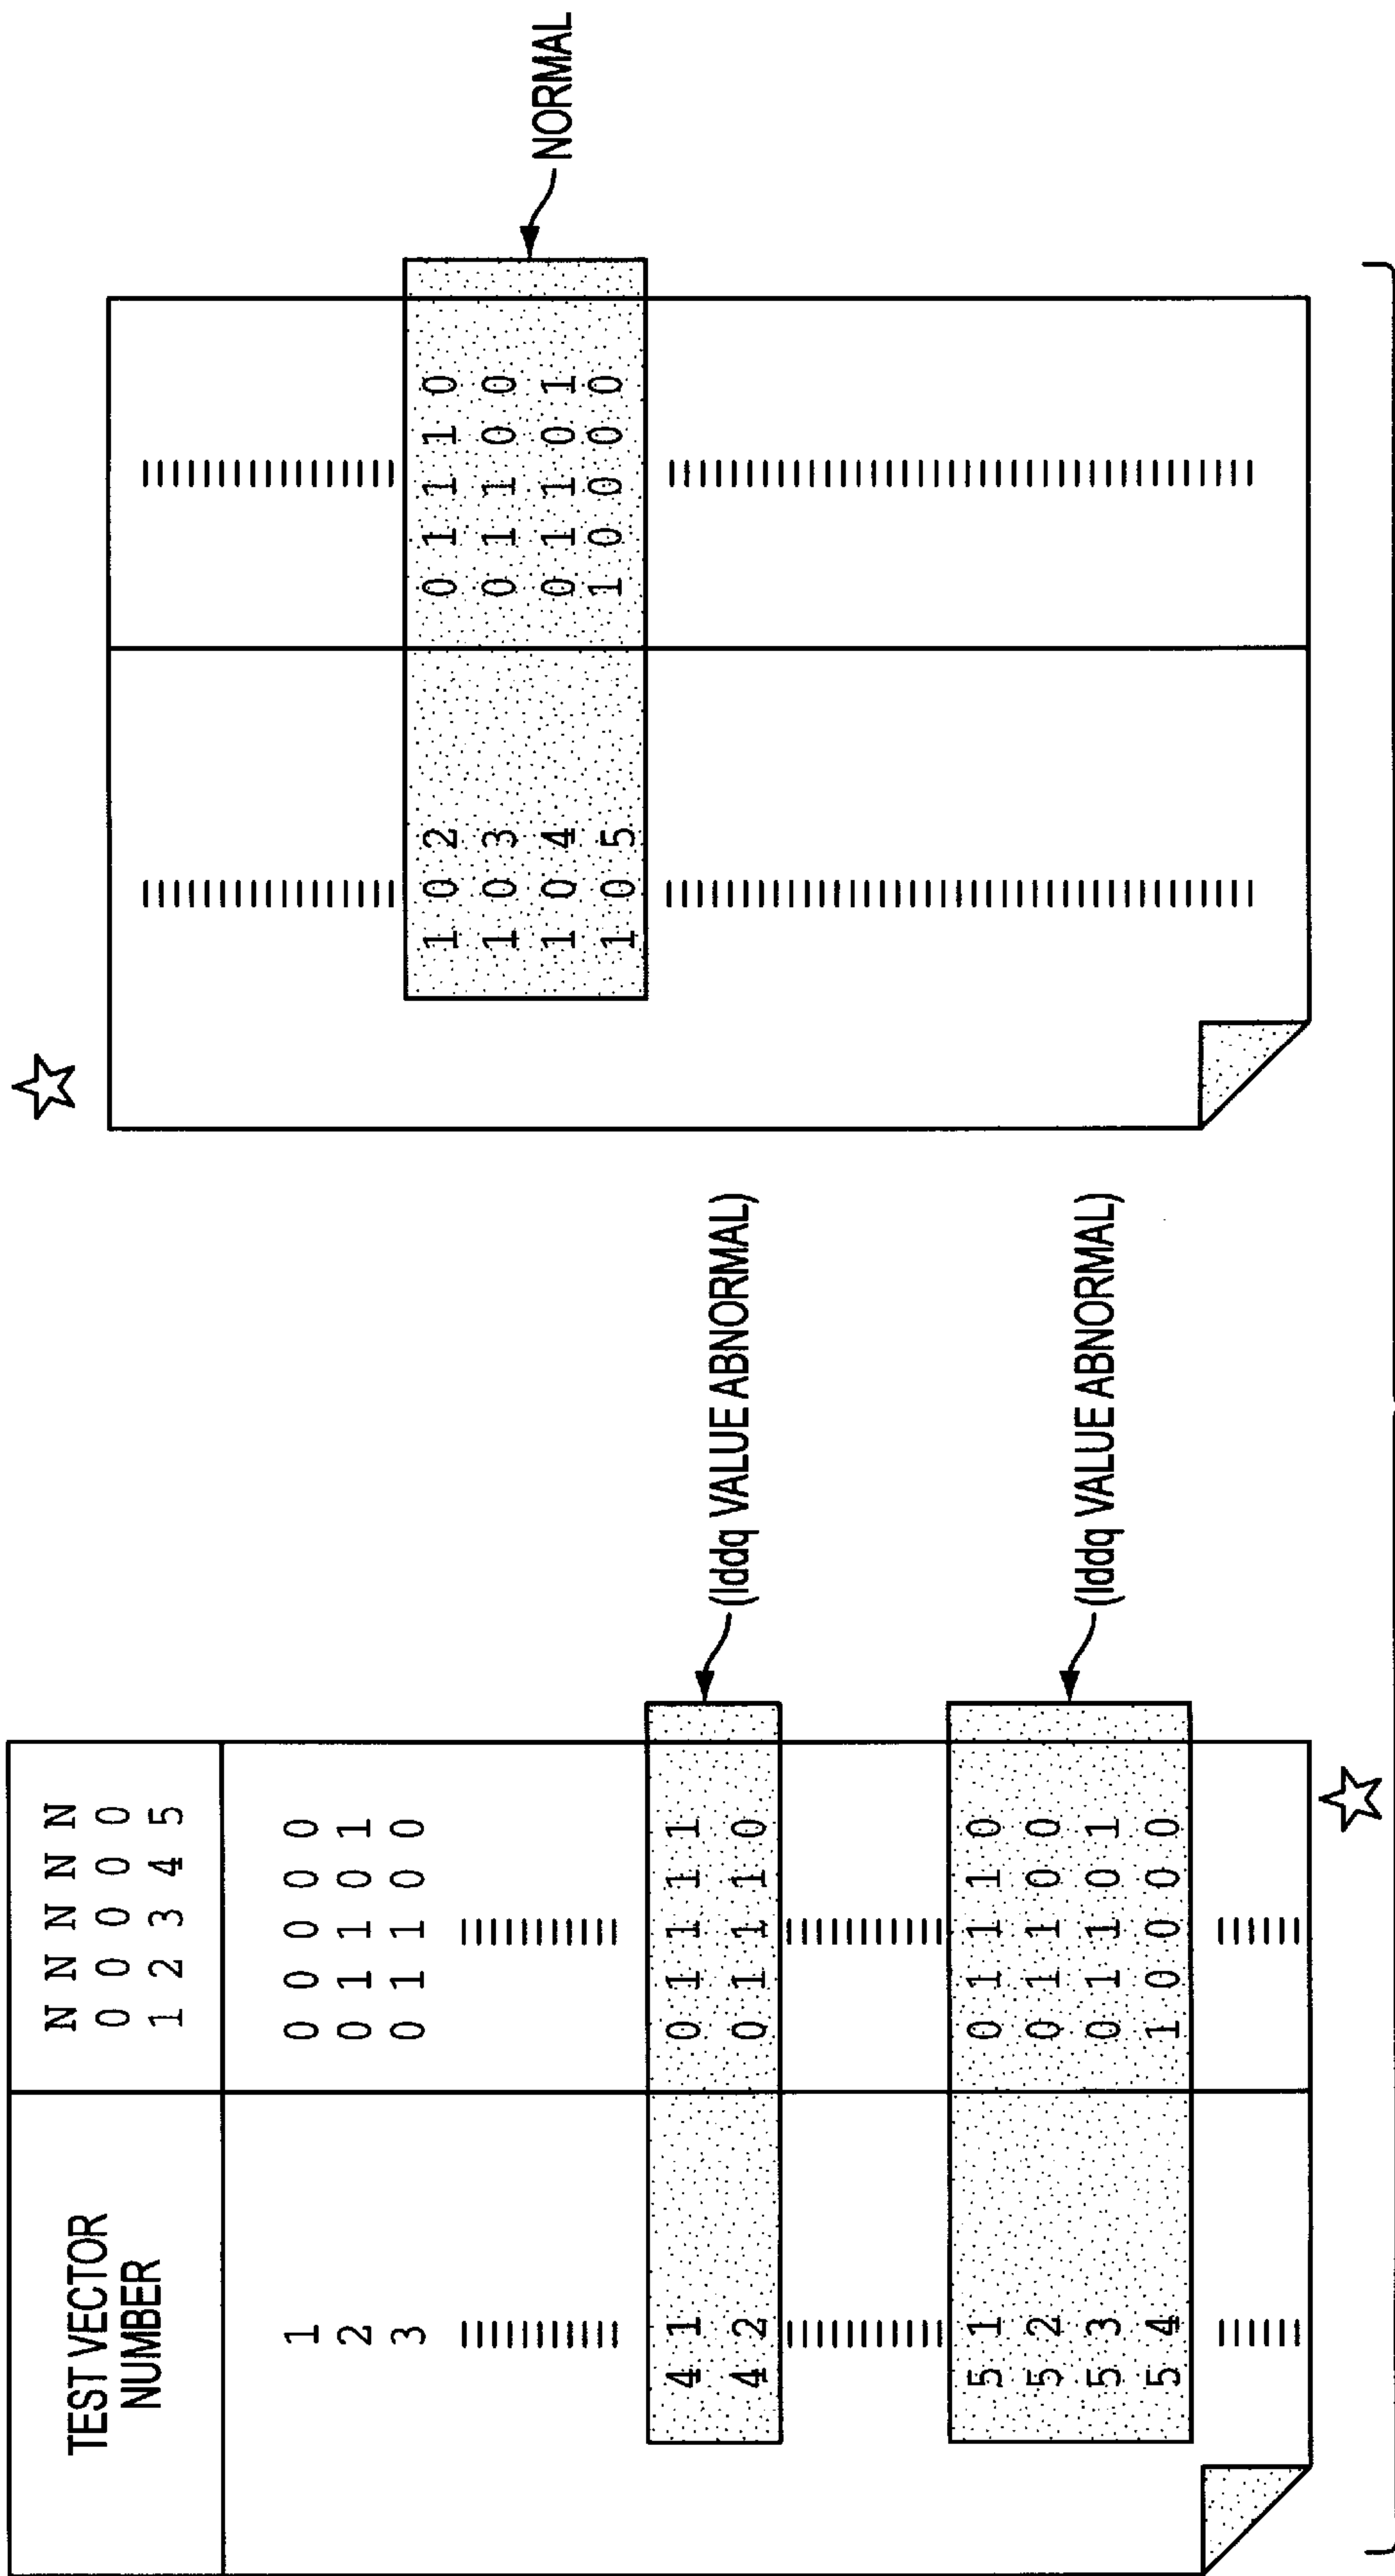 TEST VECTOR
NUMBER
N N N N N
0 0 0 0 0
1 2 3 4 5
1 0 0 0 0 0
2 0 1 1 0 1
3 0 1 1 0 0
4 1 0 1 1 1 1
4 2 0 1 1 1 0
(Iddq VALUE ABNORMAL)
5 1 0 1 1 1 0
5 2 0 1 1 0 0
5 3 0 1 1 0 1
5 4 1 0 0 0 0
(Iddq VALUE ABNORMAL)
1 0 2 0 1 1 1 0
1 0 3 0 1 1 0 0
1 0 4 0 1 1 0 1
1 0 5 1 0 0 0 0
NORMAL